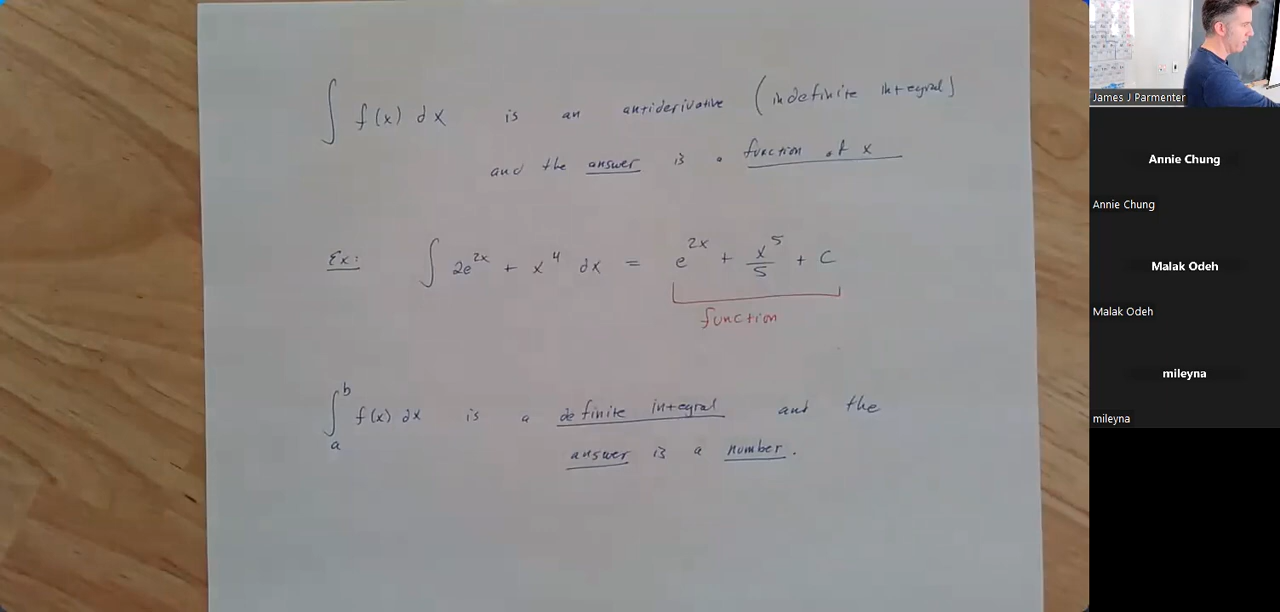 ∫ f(x) dx is an antiderivative (indefinite integral)
and the answer is a function of x
Ex: ∫ 2e^{2x} + x^4 dx = e^{2x} + x^5/5 + C
function
∫_a^b f(x) dx is a definite integral and the
answer is a number.
James J Parmenter
Annie Chung
Annie Chung
Malak Odeh
Malak Odeh
mileyna
mileyna